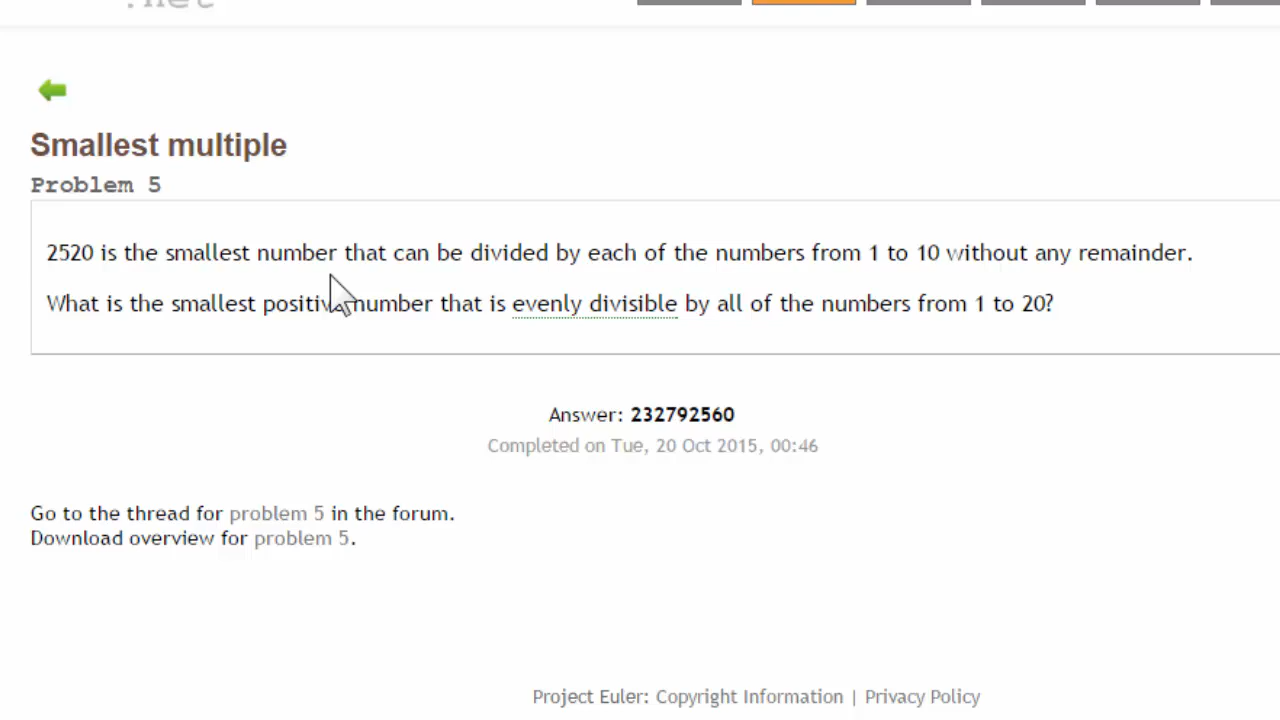 .net
Smallest multiple
Problem 5
2520 is the smallest number that can be divided by each of the numbers from 1 to 10 without any remainder.
What is the smallest positive number that is evenly divisible by all of the numbers from 1 to 20?
Answer: 232792560
Completed on Tue, 20 Oct 2015, 00:46
Go to the thread for problem 5 in the forum.
Download overview for problem 5.
Project Euler: Copyright Information | Privacy Policy